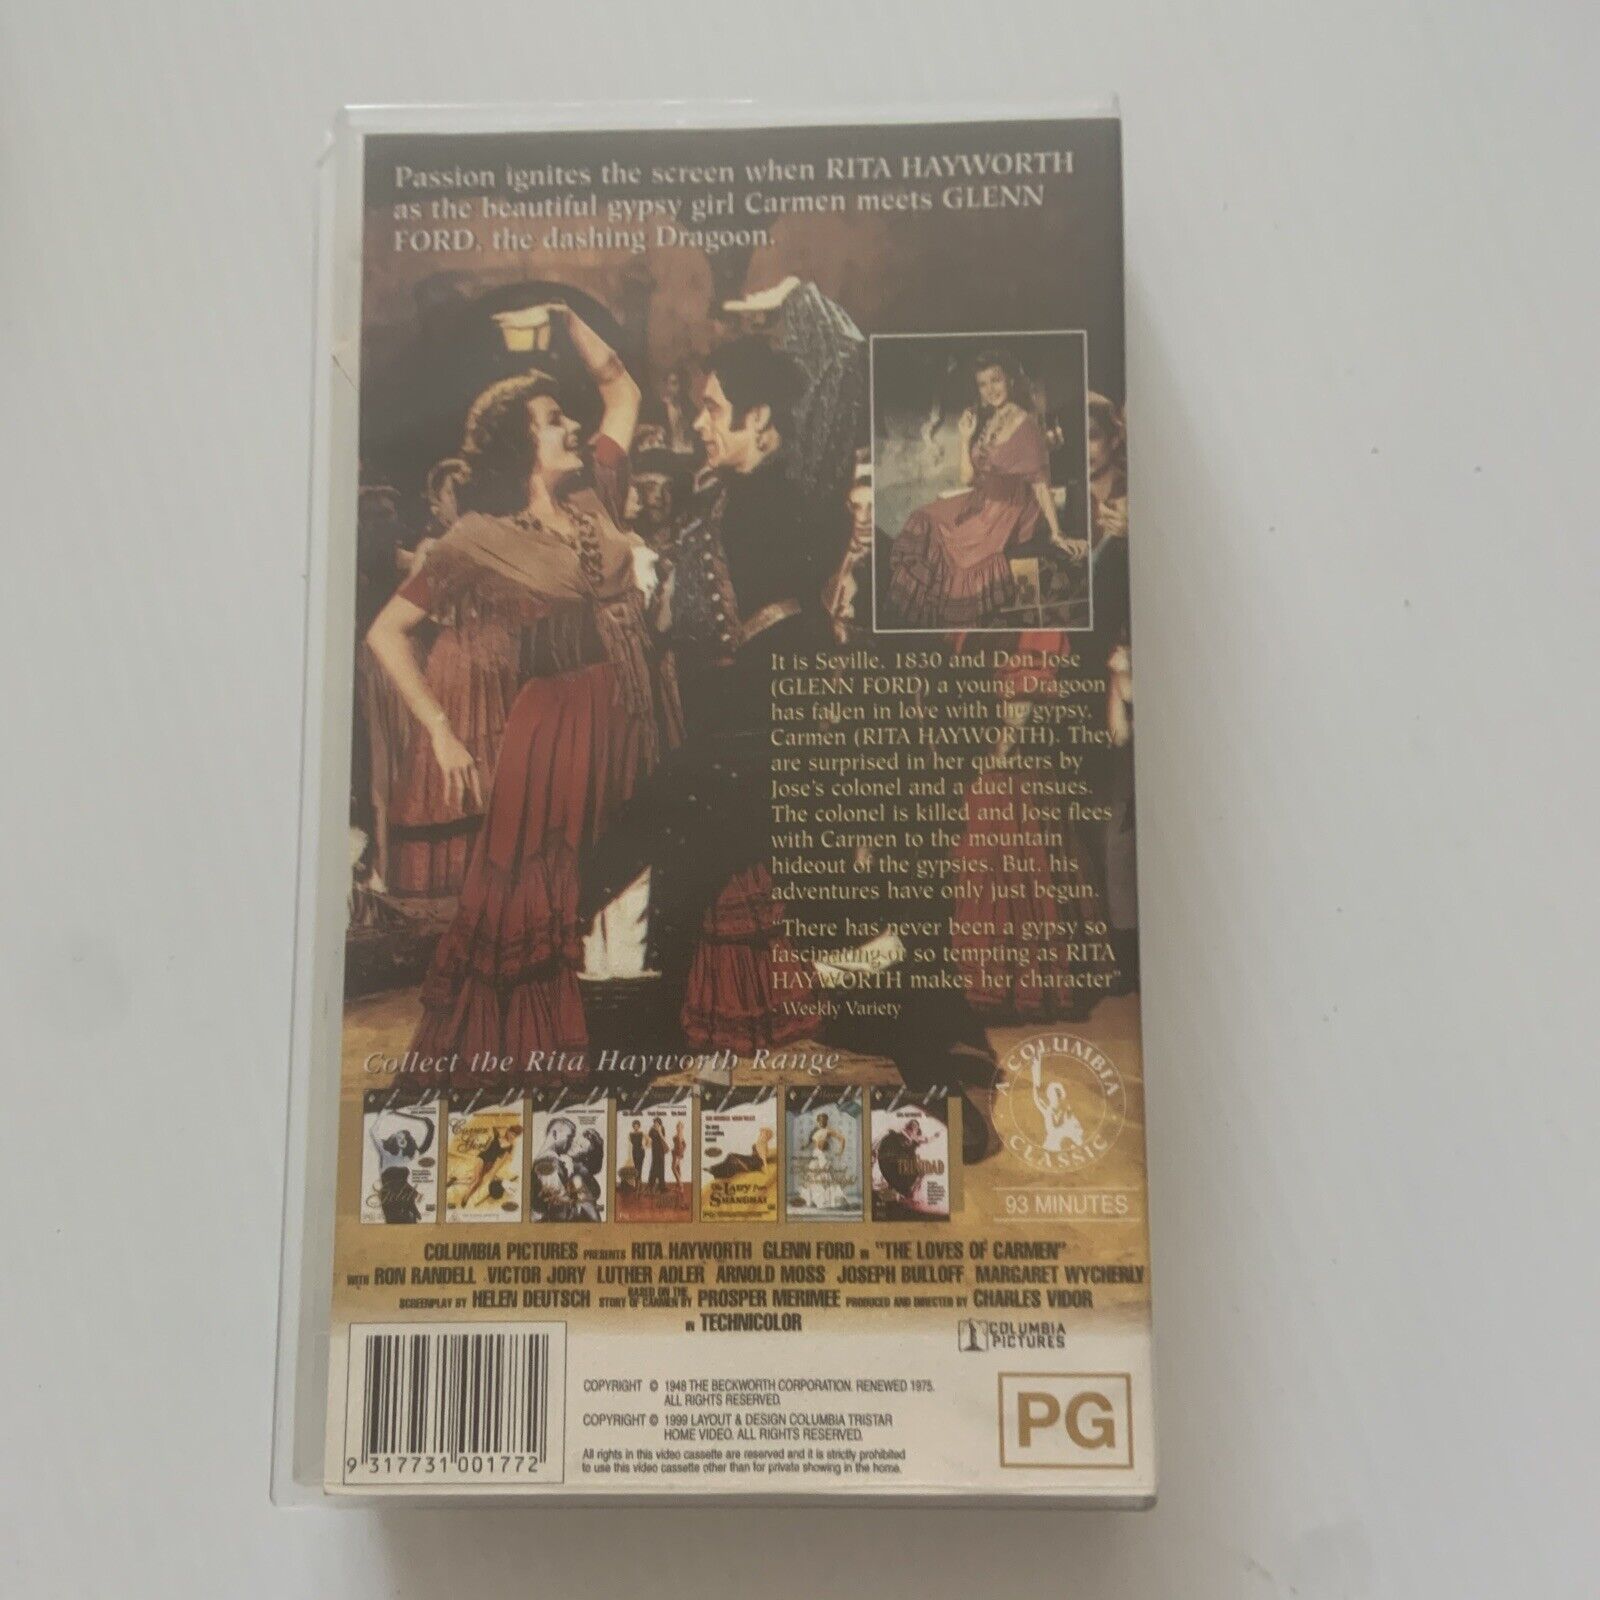 Passion ignites the screen when RITA HAYWORTH
as the beautiful gypsy girl Carmen meets GLENN
FORD, the dashing Dragoon.
It is Seville, 1830 and Don Jose
(GLENN FORD) a young Dragoon
has fallen in love with the gypsy,
Carmen (RITA HAYWORTH). They
are surprised in her quarters by
Jose's colonel and a duel ensues.
The colonel is killed and Jose flees
with Carmen to the mountain
hideout of the gypsies. But, his
adventures have only just begun.
"There has never been a gypsy so
fascinating or so tempting as RITA
HAYWORTH makes her character"
- Weekly Variety
Collect the Rita Hayworth Range
Gilda
Cover Girl
The LADY From
SHANGHAI
TRINIDAD
A COLUMBIA
CLASSIC
93 MINUTES
COLUMBIA PICTURES PRESENTS RITA HAYWORTH GLENN FORD IN "THE LOVES OF CARMEN"
WITH RON RANDELL VICTOR JORY LUTHER ADLER ARNOLD MOSS JOSEPH BULLOFF MARGARET WYCHERLY
SCREENPLAY BY HELEN DEUTSCH BASED ON THE STORY OF CARMEN BY PROSPER MERIMEE PRODUCED AND DIRECTED BY CHARLES VIDOR
IN TECHNICOLOR
COLUMBIA
PICTURES
COPYRIGHT © 1948 THE BECKWORTH CORPORATION. RENEWED 1975.
ALL RIGHTS RESERVED.
COPYRIGHT © 1999 LAYOUT & DESIGN COLUMBIA TRISTAR
HOME VIDEO. ALL RIGHTS RESERVED.
All rights in this video cassette are reserved and it is strictly prohibited
to use this video cassette other than for private showing in the home.
PG
9 317731 001772